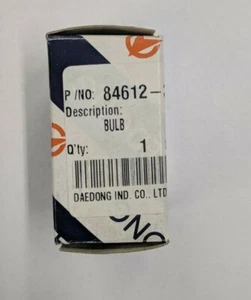 P/NO: 84612-
Description:
BULB
Q'ty: 1
DAEDONG IND. CO., LTD